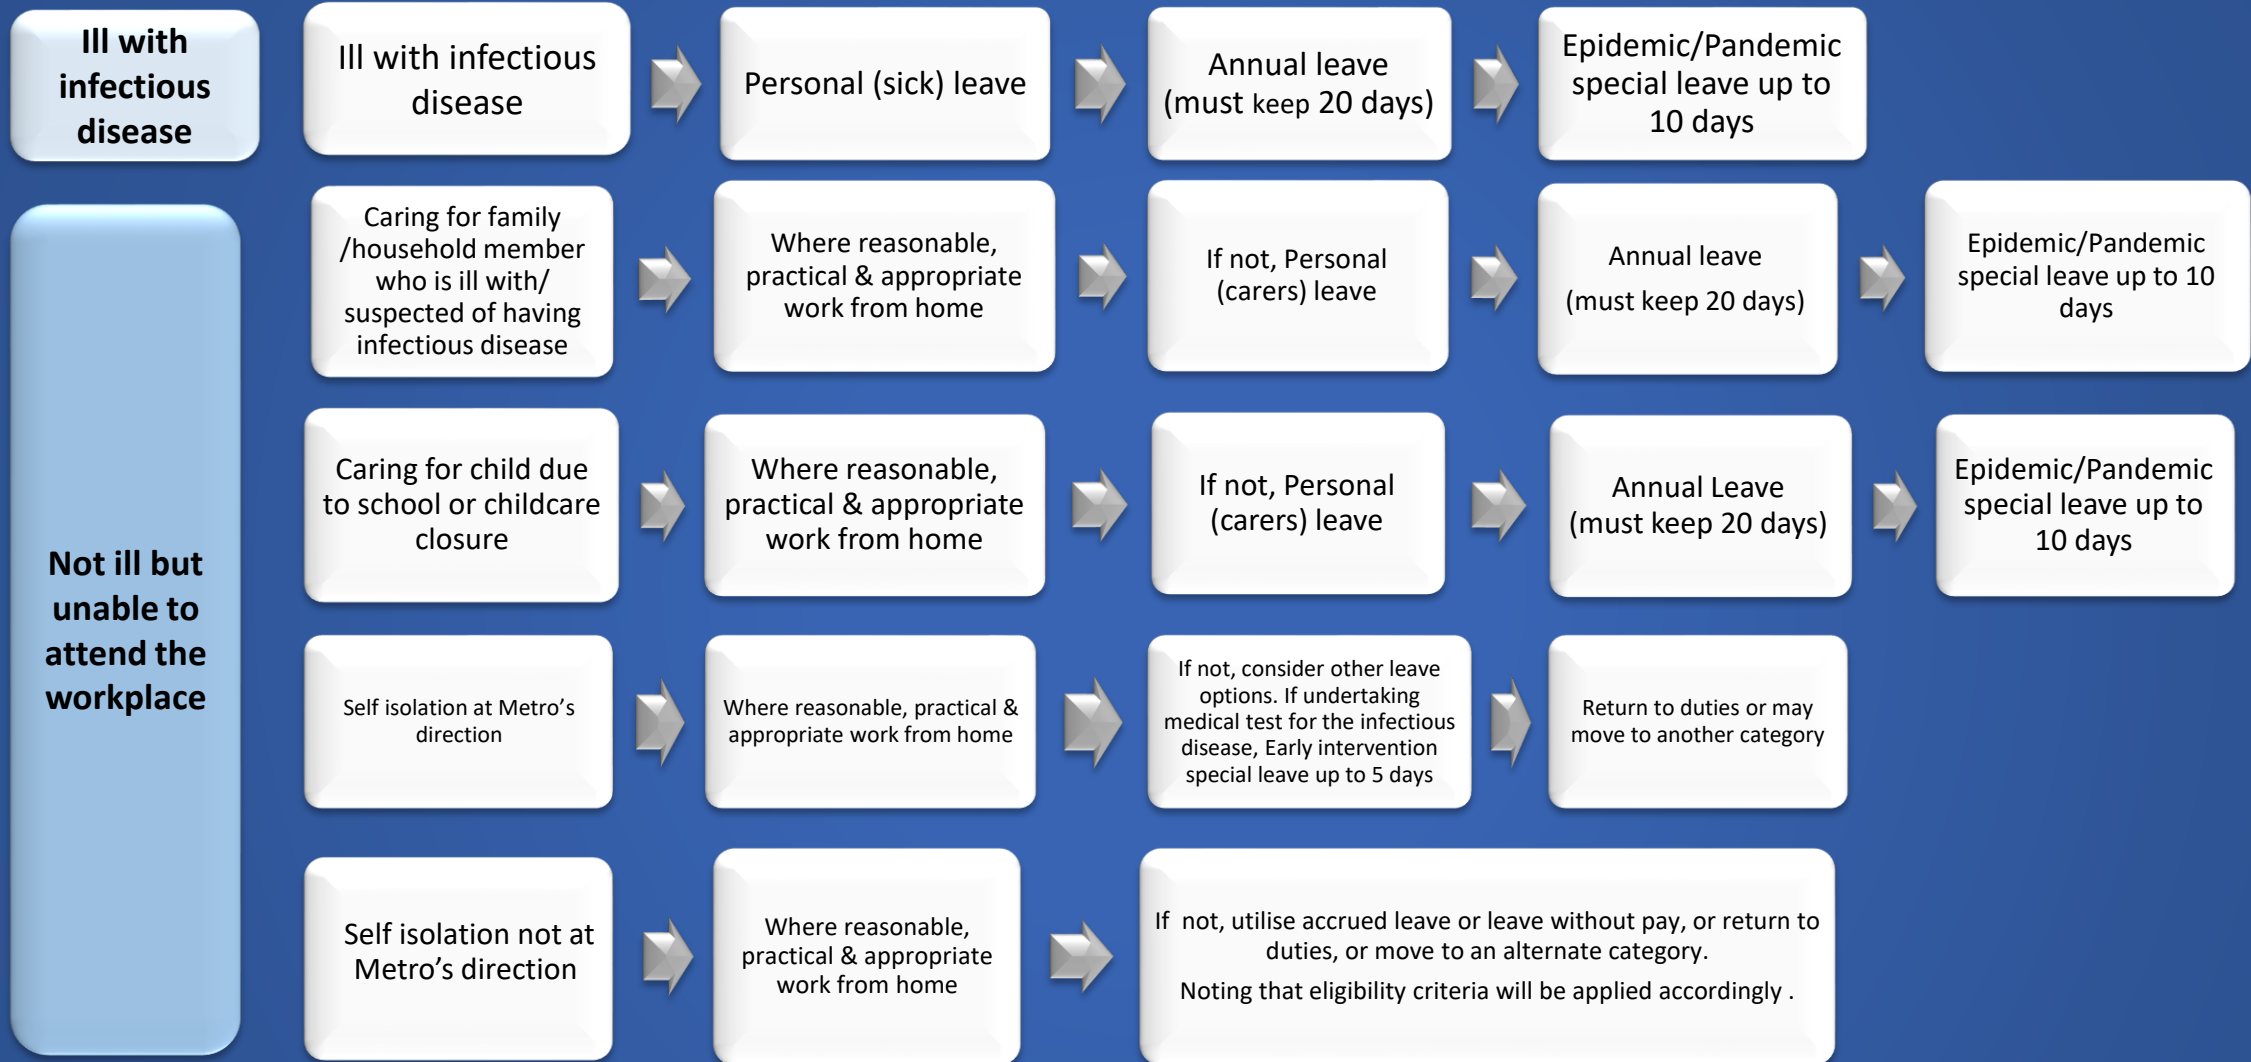 Ill with
infectious
disease
Ill with infectious
disease
Personal (sick) leave
Annual leave
(must keep 20 days)
Epidemic/Pandemic
special leave up to
10 days
Not ill but
unable to
attend the
workplace
Caring for family
/household member
who is ill with/
suspected of having
infectious disease
Where reasonable,
practical & appropriate
work from home
If not, Personal
(carers) leave
Annual leave
(must keep 20 days)
Epidemic/Pandemic
special leave up to 10
days
Caring for child due
to school or childcare
closure
Where reasonable,
practical & appropriate
work from home
If not, Personal
(carers) leave
Annual Leave
(must keep 20 days)
Epidemic/Pandemic
special leave up to
10 days
Self isolation at Metro’s
direction
Where reasonable, practical &
appropriate work from home
If not, consider other leave
options. If undertaking
medical test for the infectious
disease, Early intervention
special leave up to 5 days
Return to duties or may
move to another category
Self isolation not at
Metro’s direction
Where reasonable,
practical & appropriate
work from home
If  not, utilise accrued leave or leave without pay, or return to
duties, or move to an alternate category.
Noting that eligibility criteria will be applied accordingly .